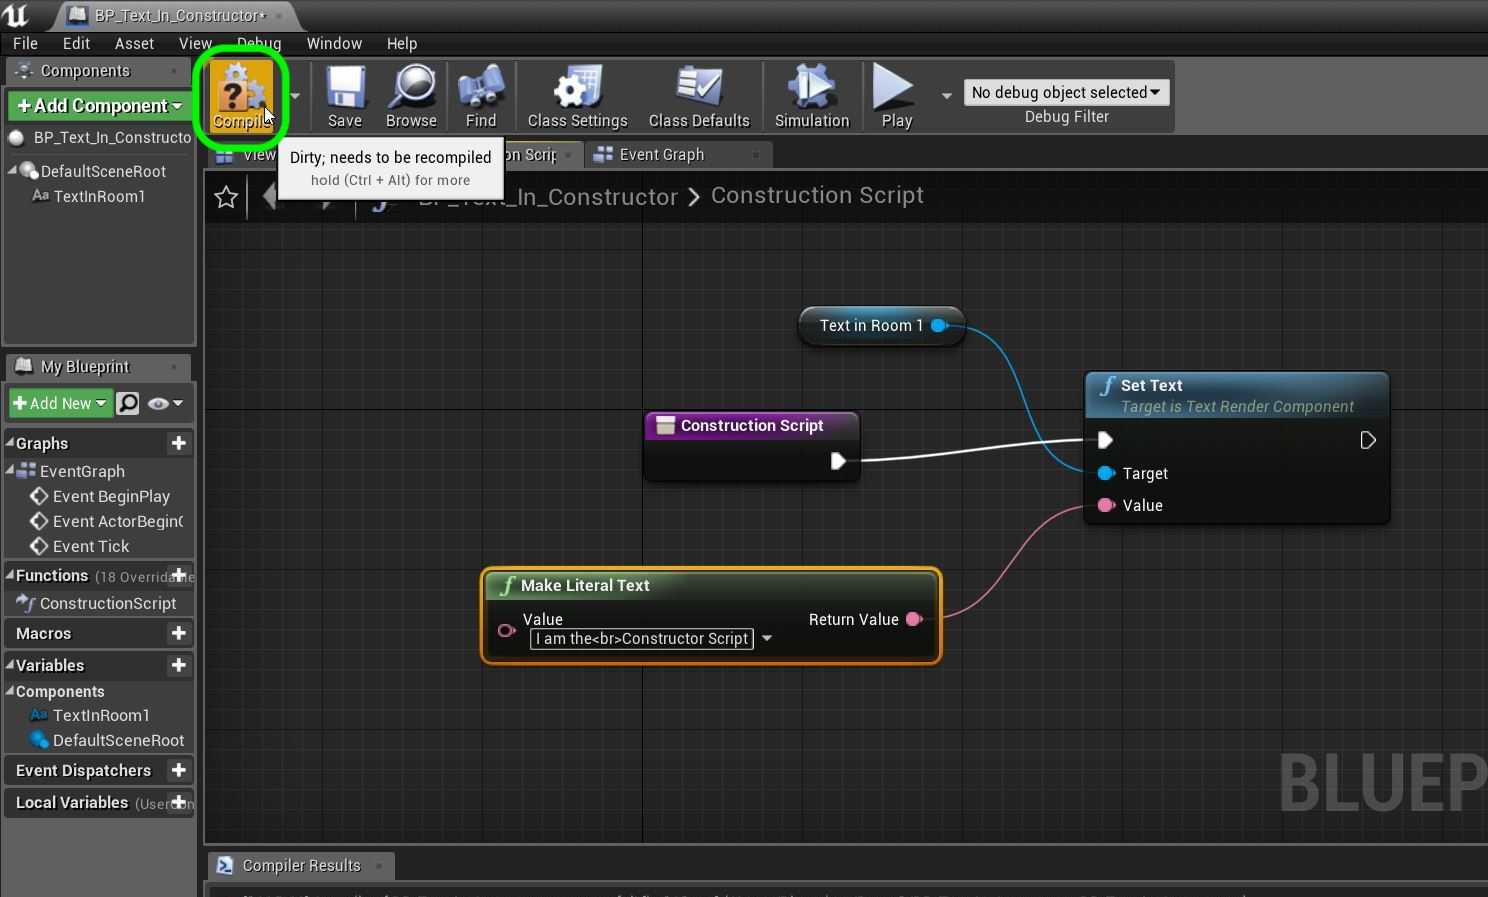 BP_Text_In_Constructor*
File Edit Asset View Debug Window Help
Components
+Add Component
BP_Text_In_Constructo
DefaultSceneRoot
Aa TextInRoom1
Compile
Save
Browse
Find
Class Settings
Class Defaults
Simulation
Play
No debug object selected
Debug Filter
Dirty; needs to be recompiled
hold (Ctrl + Alt) for more
View
on Scrip
Event Graph
BP_Text_In_Constructor > Construction Script
My Blueprint
+Add New
Graphs
EventGraph
Event BeginPlay
Event ActorBeginO
Event Tick
Functions (18 Overridable
ConstructionScript
Macros
Variables
Components
Aa TextInRoom1
DefaultSceneRoot
Event Dispatchers
Local Variables (UserCon
Text in Room 1
Construction Script
f Set Text
Target is Text Render Component
Target
Value
f Make Literal Text
Value
I am the<br>Constructor Script
Return Value
BLUEP
Compiler Results